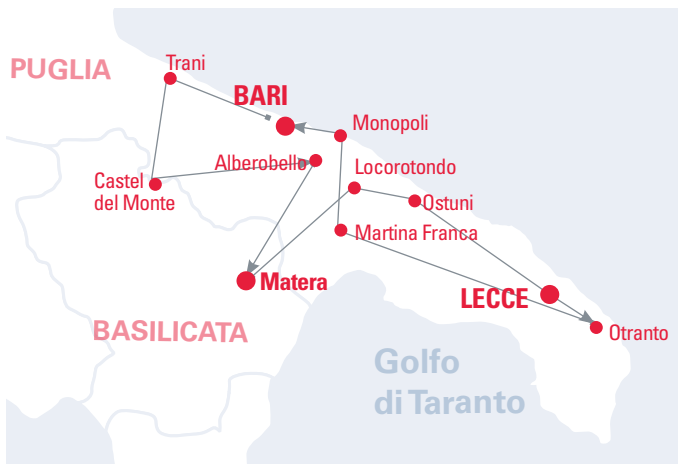 Trani
PUGLIA
BARI
Monopoli
Alberobello
Locorotondo
Castel
del Monte
Ostuni
Martina Franca
Matera
LECCE
BASILICATA
Otranto
Golfo
di Taranto